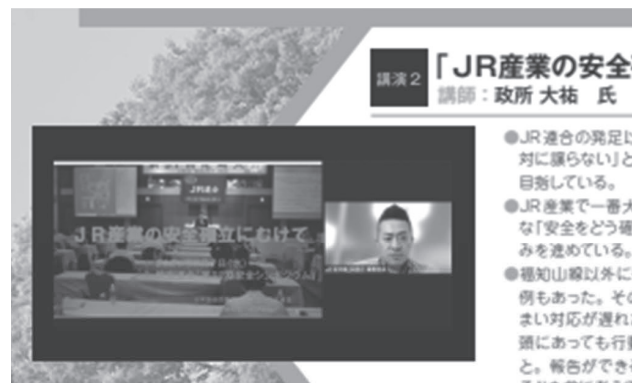 講演2
「JR産業の安全
講師：政所 大祐 氏
JR連合
JR産業の安全確立にむけて
●JR連合の発足以
対に譲らない」と
目指している。
●JR産業で一番大
な「安全をどう確
みを進めている。
●福知山線以外に
例もあった。その
まい対応が遅れ
頭にあっても行動
と。報告ができ